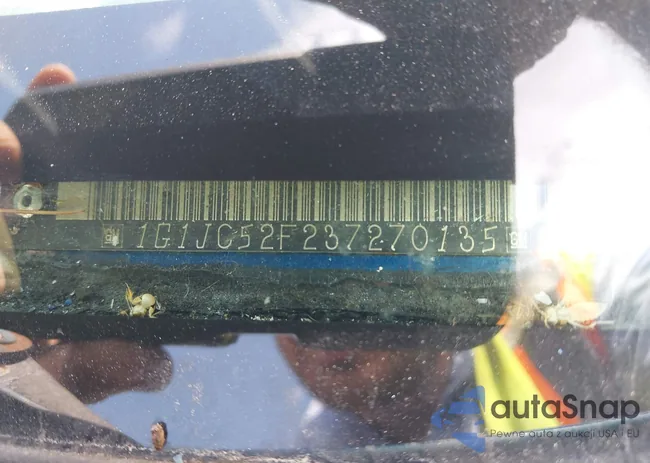 1G1JC52F237270135
autaSnap
Pewne auta z aukcji USA i EU